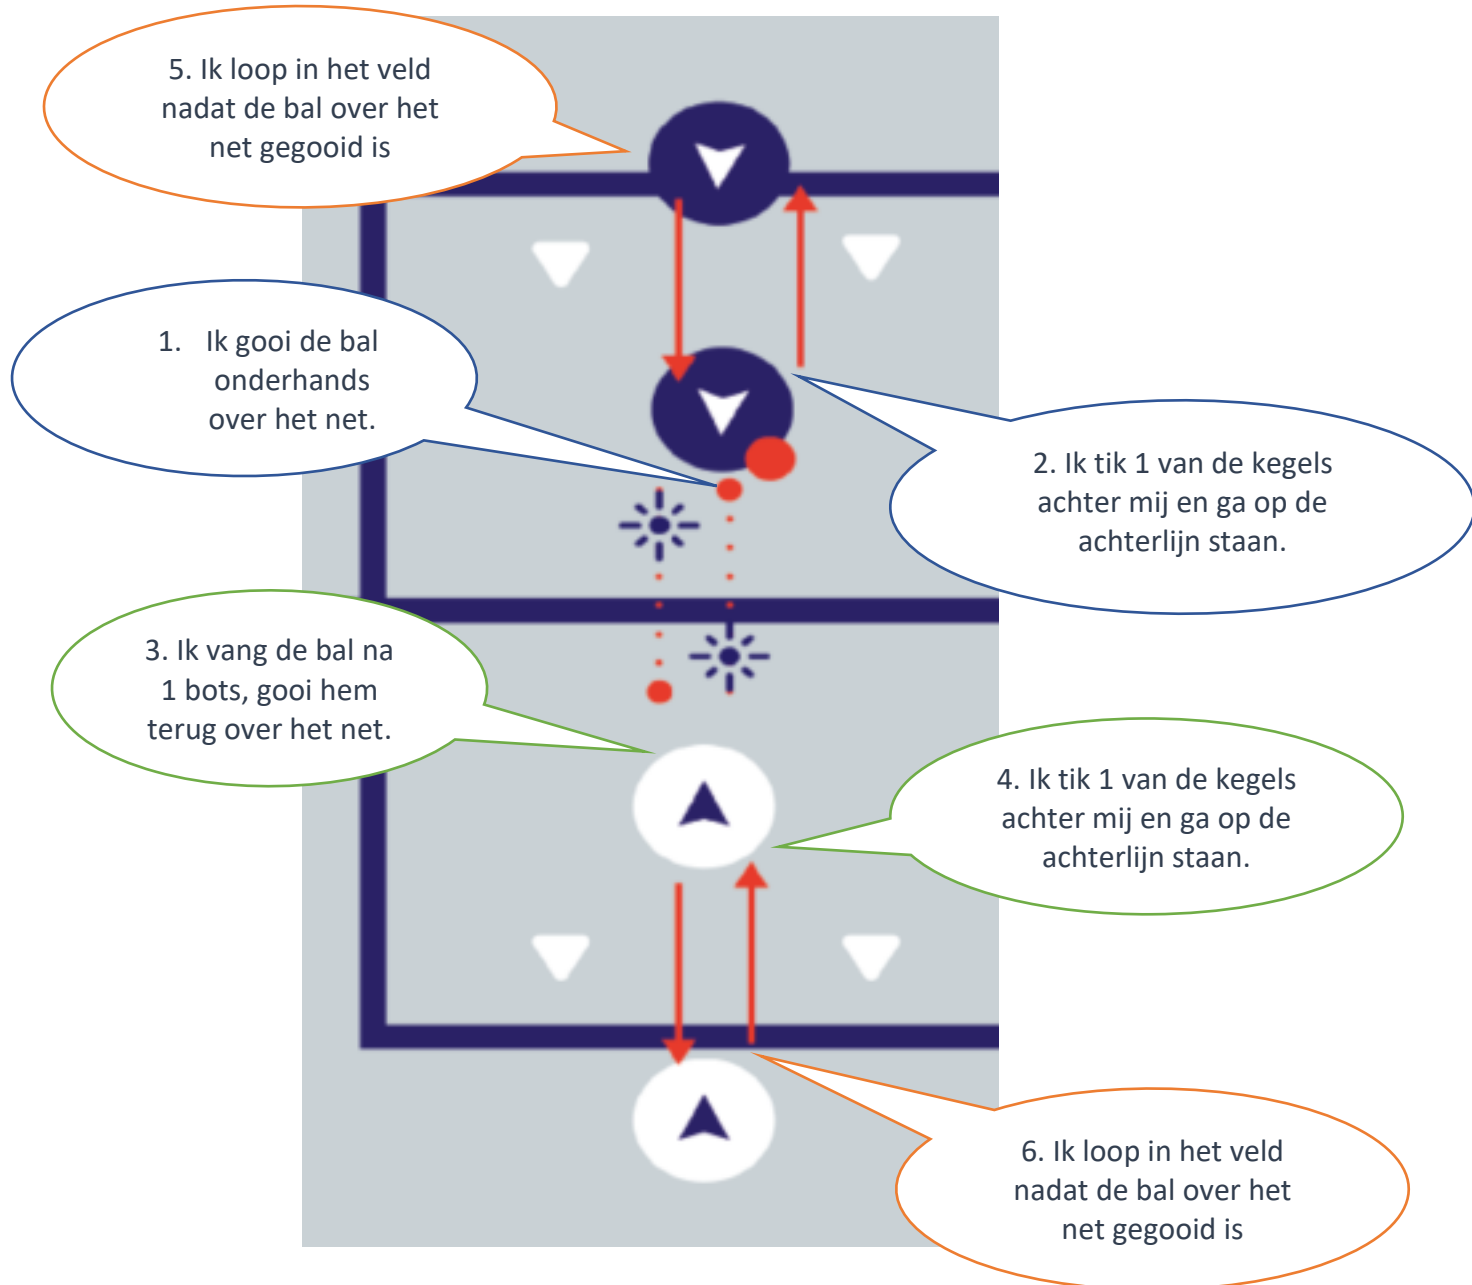 5. Ik loop in het veld
nadat de bal over het
net gegooid is
1. Ik gooi de bal
onderhands
over het net.
2. Ik tik 1 van de kegels
achter mij en ga op de
achterlijn staan.
3. Ik vang de bal na
1 bots, gooi hem
terug over het net.
4. Ik tik 1 van de kegels
achter mij en ga op de
achterlijn staan.
6. Ik loop in het veld
nadat de bal over het
net gegooid is